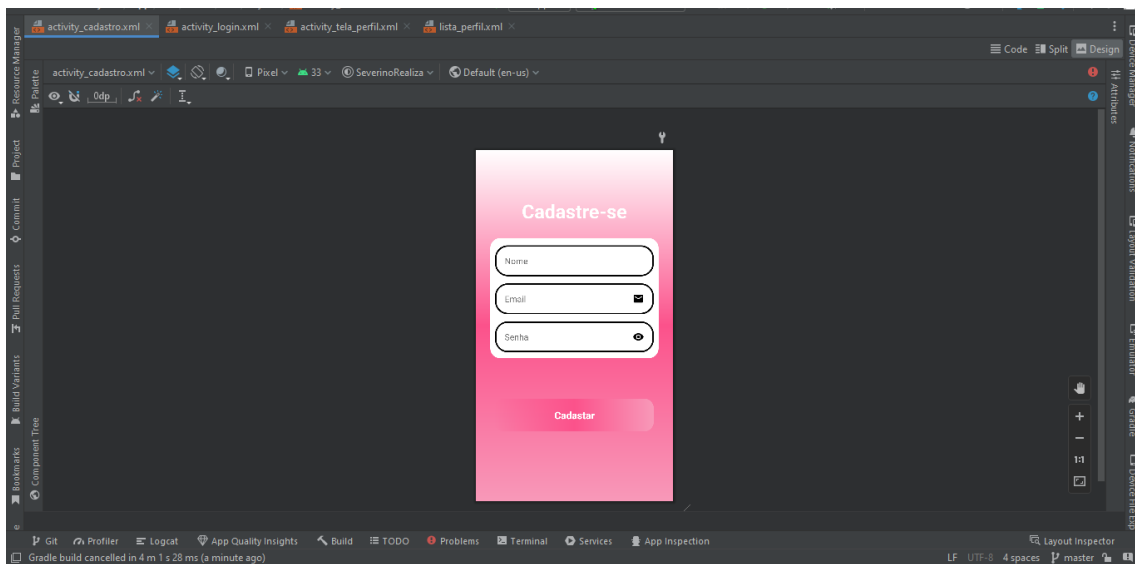 activity_cadastro.xml activity_login.xml activity_tela_perfil.xml lista_perfil.xml
Code Split Design
activity_cadastro.xml Pixel 33 SeverinoRealiza Default (en-us)
0dp
Resource Manager
Project
Commit
Pull Requests
Build Variants
Bookmarks
Palette
Component Tree
Cadastre-se
Nome
Email
Senha
Cadastar
1:1
Attributes
Device Manager
Notifications
Layout Validation
Emulator
Gradle
Device File Exp
Git Profiler Logcat App Quality Insights Build TODO Problems Terminal Services App Inspection Layout Inspector
Gradle build cancelled in 4 m 1 s 28 ms (a minute ago) LF UTF-8 4 spaces master